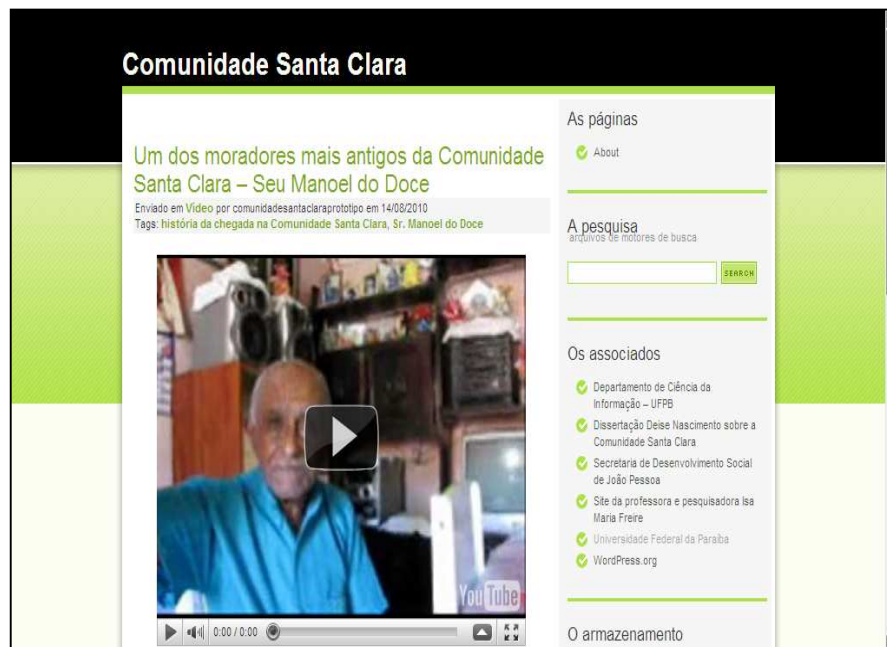 Comunidade Santa Clara
Um dos moradores mais antigos da Comunidade
Santa Clara – Seu Manoel do Doce
Enviado em Video por comunidadesantaclaraprototipo em 14/08/2010
Tags: história da chegada na Comunidade Santa Clara, Sr. Manoel do Doce
You Tube
0:00 / 0:00
As páginas
About
A pesquisa
arquivos de motores de busca
SEARCH
Os associados
Departamento de Ciência da
Informação – UFPB
Dissertação Deise Nascimento sobre a
Comunidade Santa Clara
Secretaria de Desenvolvimento Social
de João Pessoa
Site da professora e pesquisadora Isa
Maria Freire
Universidade Federal da Paraíba
WordPress.org
O armazenamento